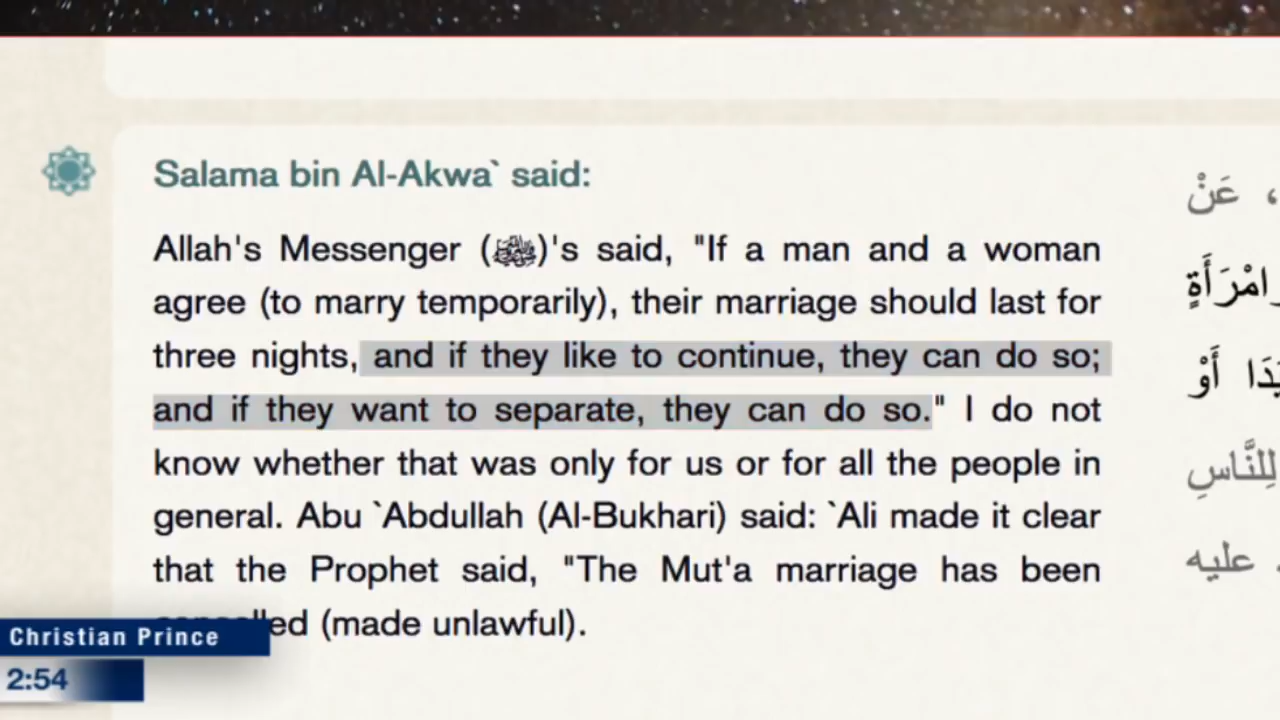 Salama bin Al-Akwa` said:
Allah's Messenger (ﷺ)'s said, "If a man and a woman
agree (to marry temporarily), their marriage should last for
three nights, and if they like to continue, they can do so;
and if they want to separate, they can do so." I do not
know whether that was only for us or for all the people in
general. Abu `Abdullah (Al-Bukhari) said: `Ali made it clear
that the Prophet said, "The Mut'a marriage has been
(made unlawful).
، عَنْ
امْرَأَةٍ
أَوْ
لِلنَّاسِ
عليه
Christian Prince
2:54